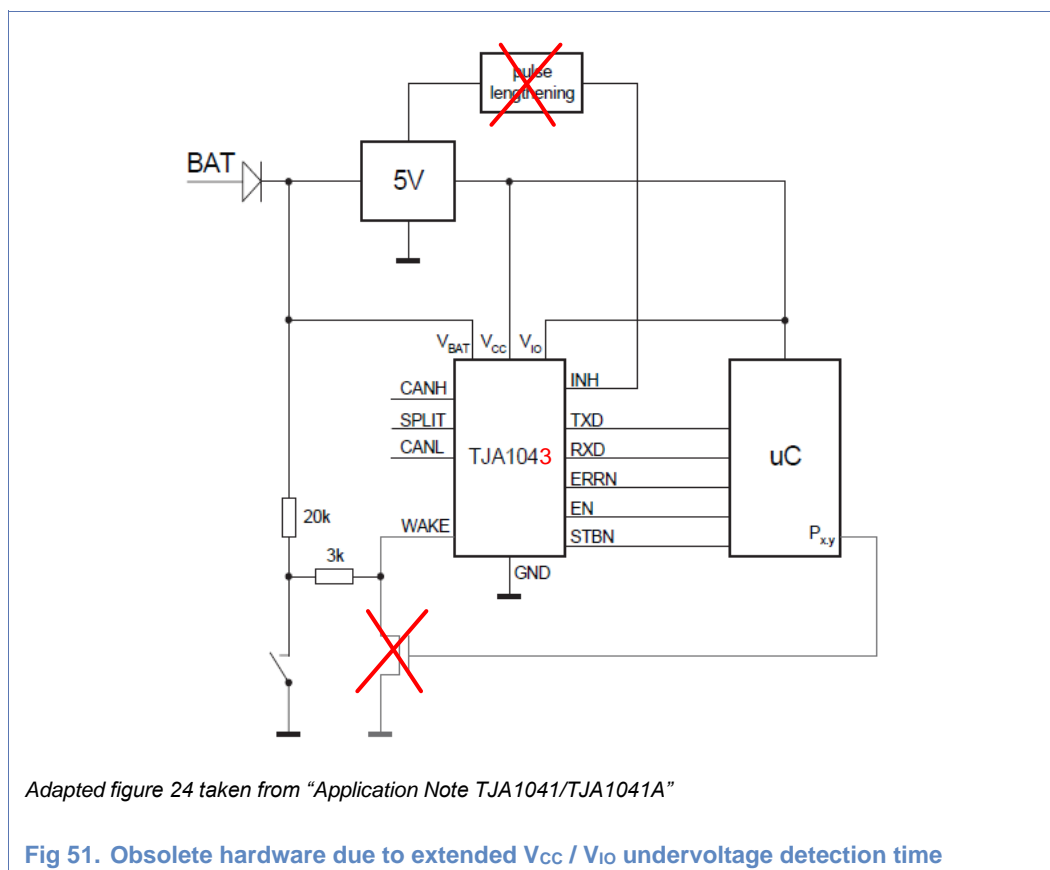 pulse
lengthening
BAT
5V
VBAT VCC VIO
CANH
SPLIT
CANL
WAKE
TJA1043
INH
TXD
RXD
ERRN
EN
STBN
GND
uC
Px.y
20k
3k
Adapted figure 24 taken from “Application Note TJA1041/TJA1041A”
Fig 51. Obsolete hardware due to extended VCC / VIO undervoltage detection time